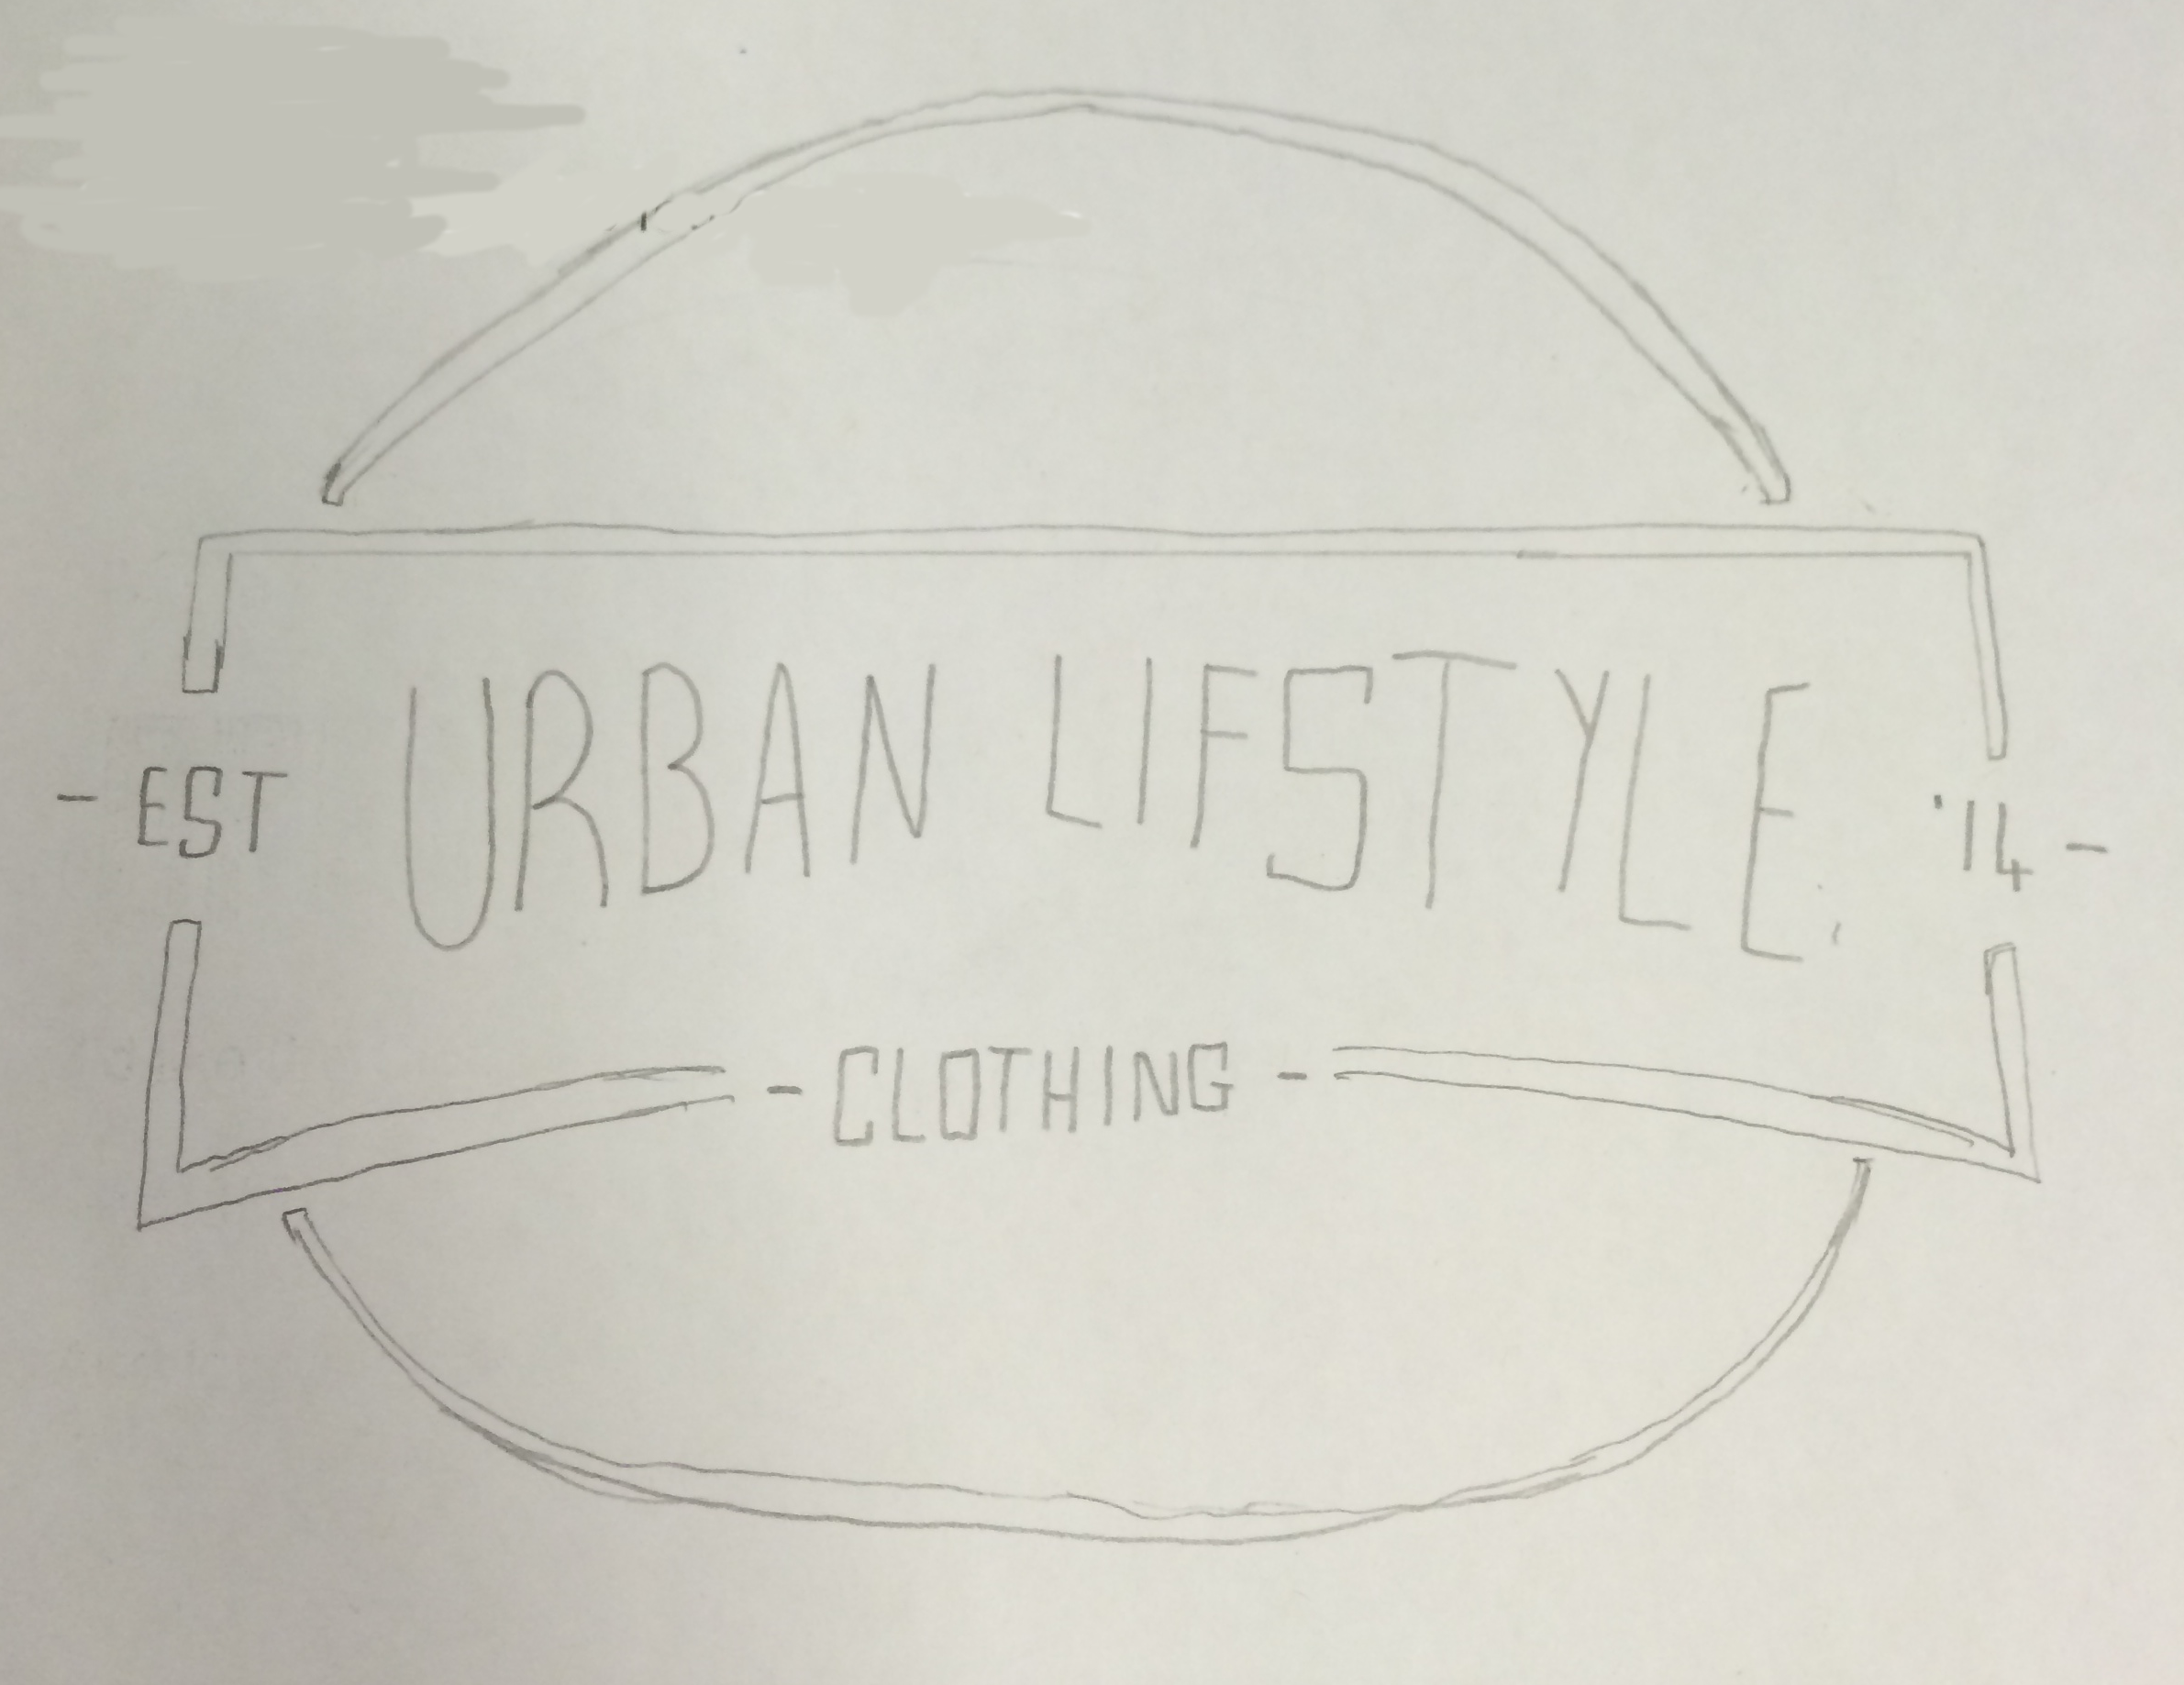 URBAN LIFSTYLE
- EST
'14 -
- CLOTHING -